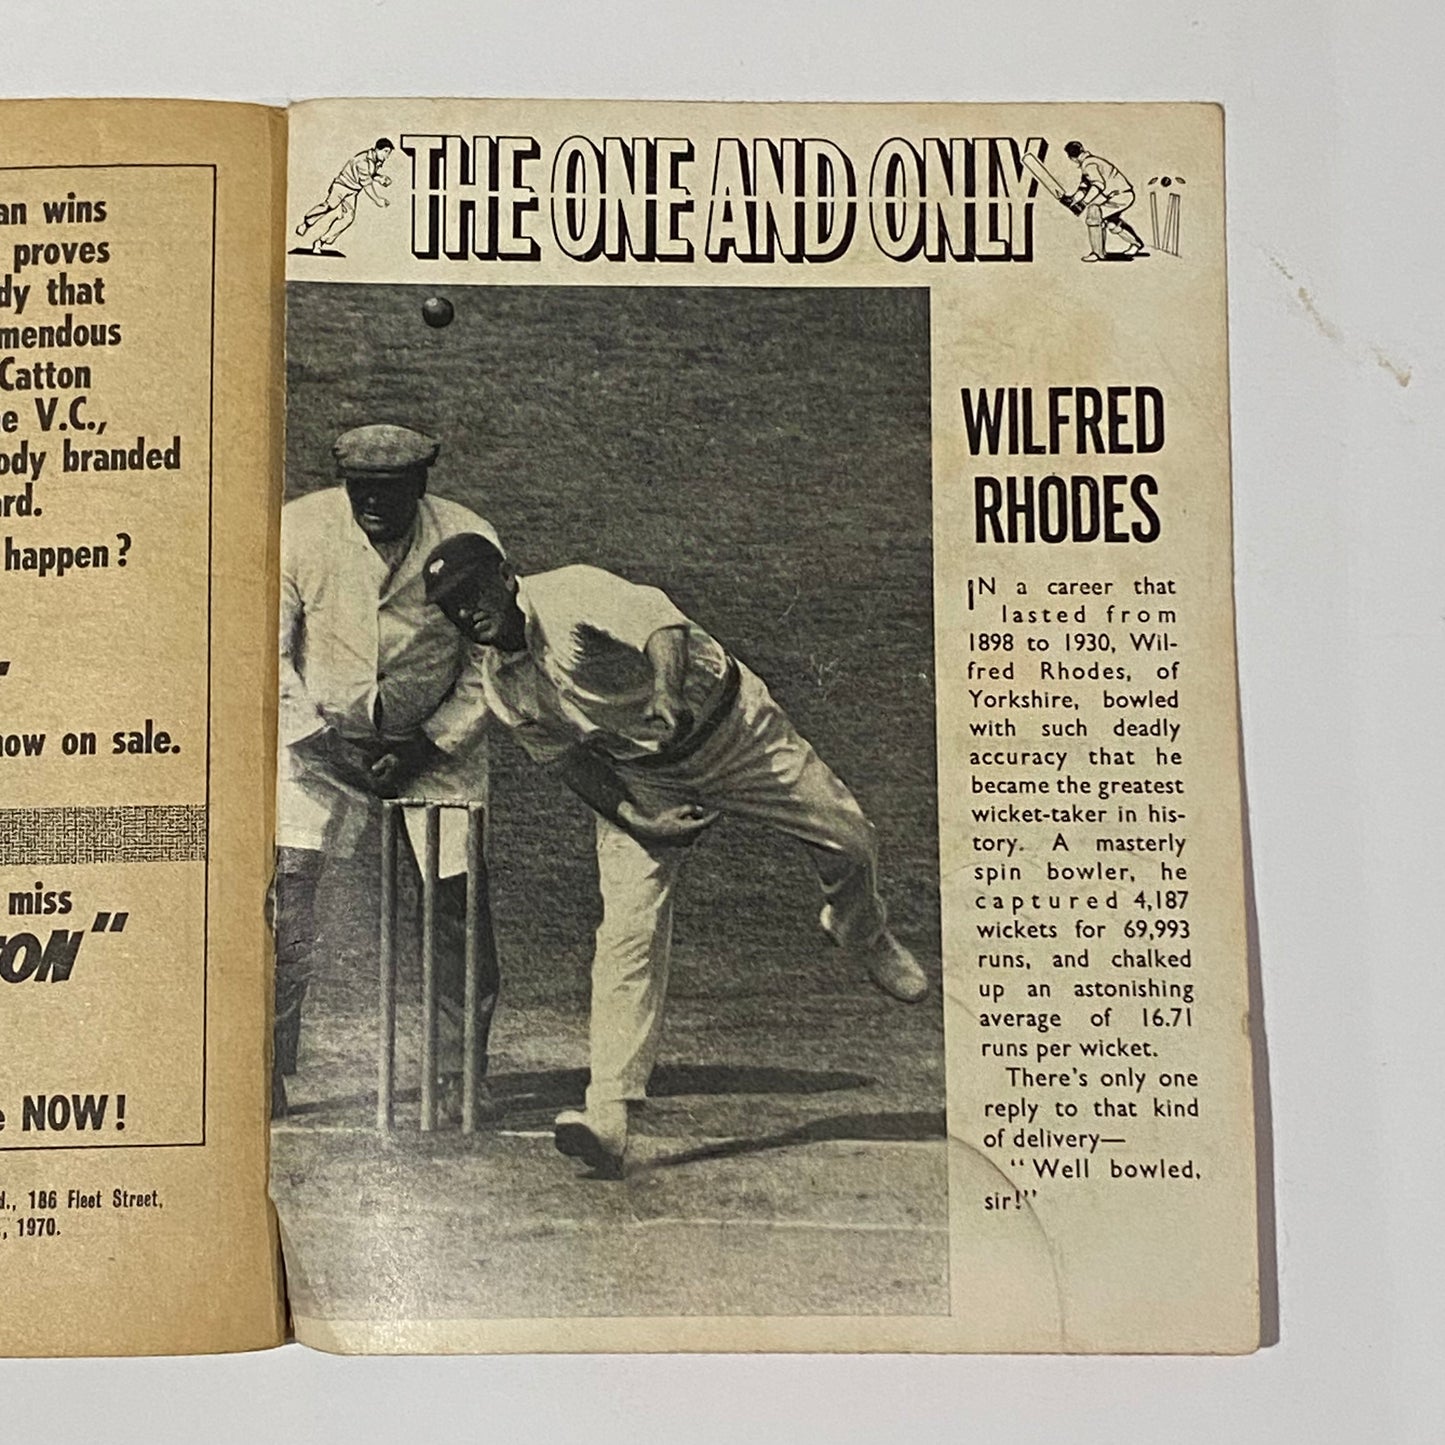 an wins
proves
dy that
mendous
Catton
e V.C.,
ody branded
ard.
happen?
now on sale.
miss
TON"
e NOW!
d., 186 Fleet Street,
, 1970.
THE ONE AND ONLY
WILFRED
RHODES
IN a career that
lasted from
1898 to 1930, Wil-
fred Rhodes, of
Yorkshire, bowled
with such deadly
accuracy that he
became the greatest
wicket-taker in his-
tory. A masterly
spin bowler, he
captured 4,187
wickets for 69,993
runs, and chalked
up an astonishing
average of 16.71
runs per wicket.
There's only one
reply to that kind
of delivery—
"Well bowled,
sir!"